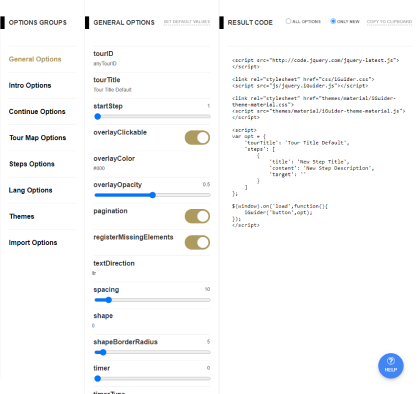 OPTIONS GROUPS
General Options
Intro Options
Continue Options
Tour Map Options
Steps Options
Lang Options
Themes
Import Options
GENERAL OPTIONS
SET DEFAULT VALUES
tourID
anyTourID
tourTitle
Tour Title Default
startStep
1
overlayClickable
overlayColor
#000
overlayOpacity
0.5
pagination
registerMissingElements
textDirection
ltr
spacing
10
shape
0
shapeBorderRadius
5
timer
0
timerType
RESULT CODE
ALL OPTIONS
ONLY NEW
COPY TO CLIPBOARD
<script src="http://code.jquery.com/jquery-latest.js">
</script>
<link rel="stylesheet" href="css/iGuider.css">
<script src="js/jquery.iguider.js"></script>
<link rel="stylesheet" href="themes/material/iGuider-
theme-material.css">
<script src="themes/material/iGuider-theme-material.js">
</script>
<script>
var opt = {
"tourTitle": 'Tour Title Default',
"steps": [
{
'title': 'New Step Title',
'content': 'New Step Description',
'target': ''
}
]
};
$(window).on('load',function(){
iGuider('button',opt);
});
</script>
?
HELP